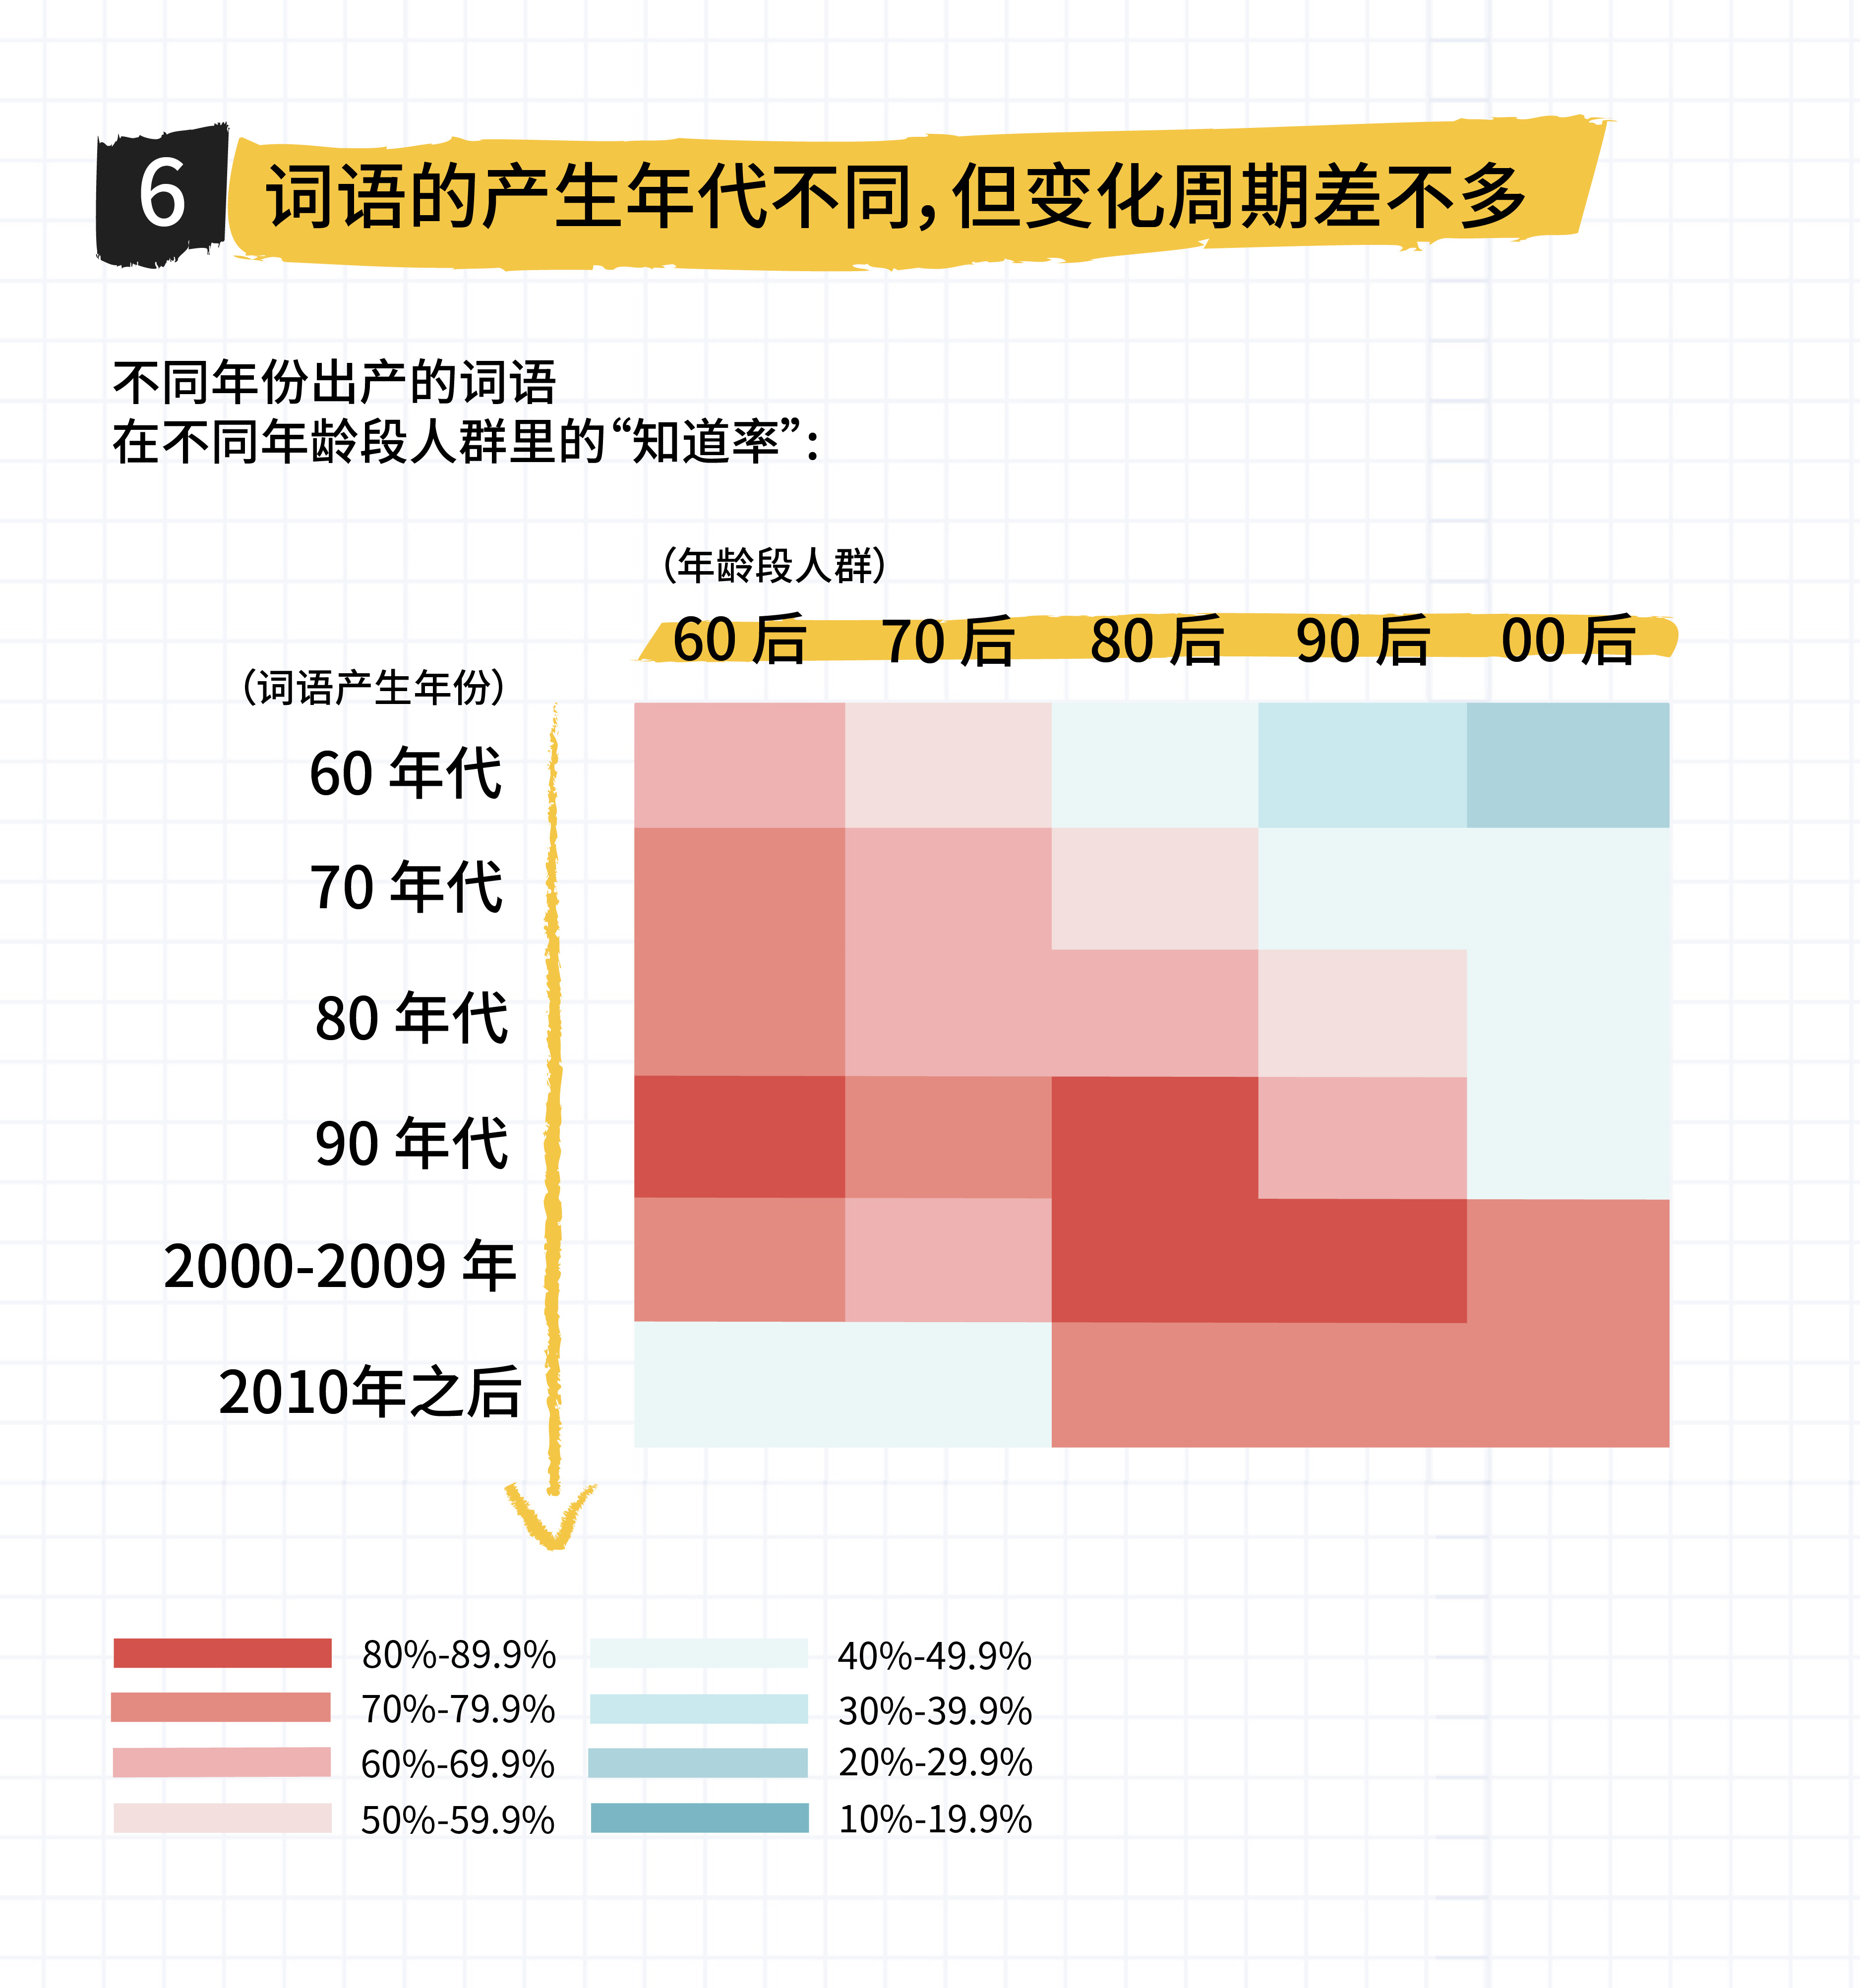 6
词语的产生年代不同，但变化周期差不多
不同年份出产的词语
在不同年龄段人群里的“知道率”：
（年龄段人群）
60 后 70 后 80 后 90 后 00 后
（词语产生年份）
60 年代
70 年代
80 年代
90 年代
2000-2009 年
2010年之后
80%-89.9% 40%-49.9%
70%-79.9% 30%-39.9%
60%-69.9% 20%-29.9%
50%-59.9% 10%-19.9%